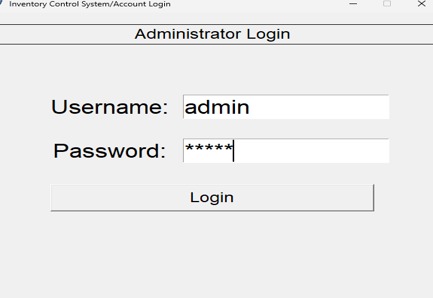 Inventory Control System/Account Login
Administrator Login
Username: admin
Password: *****
Login